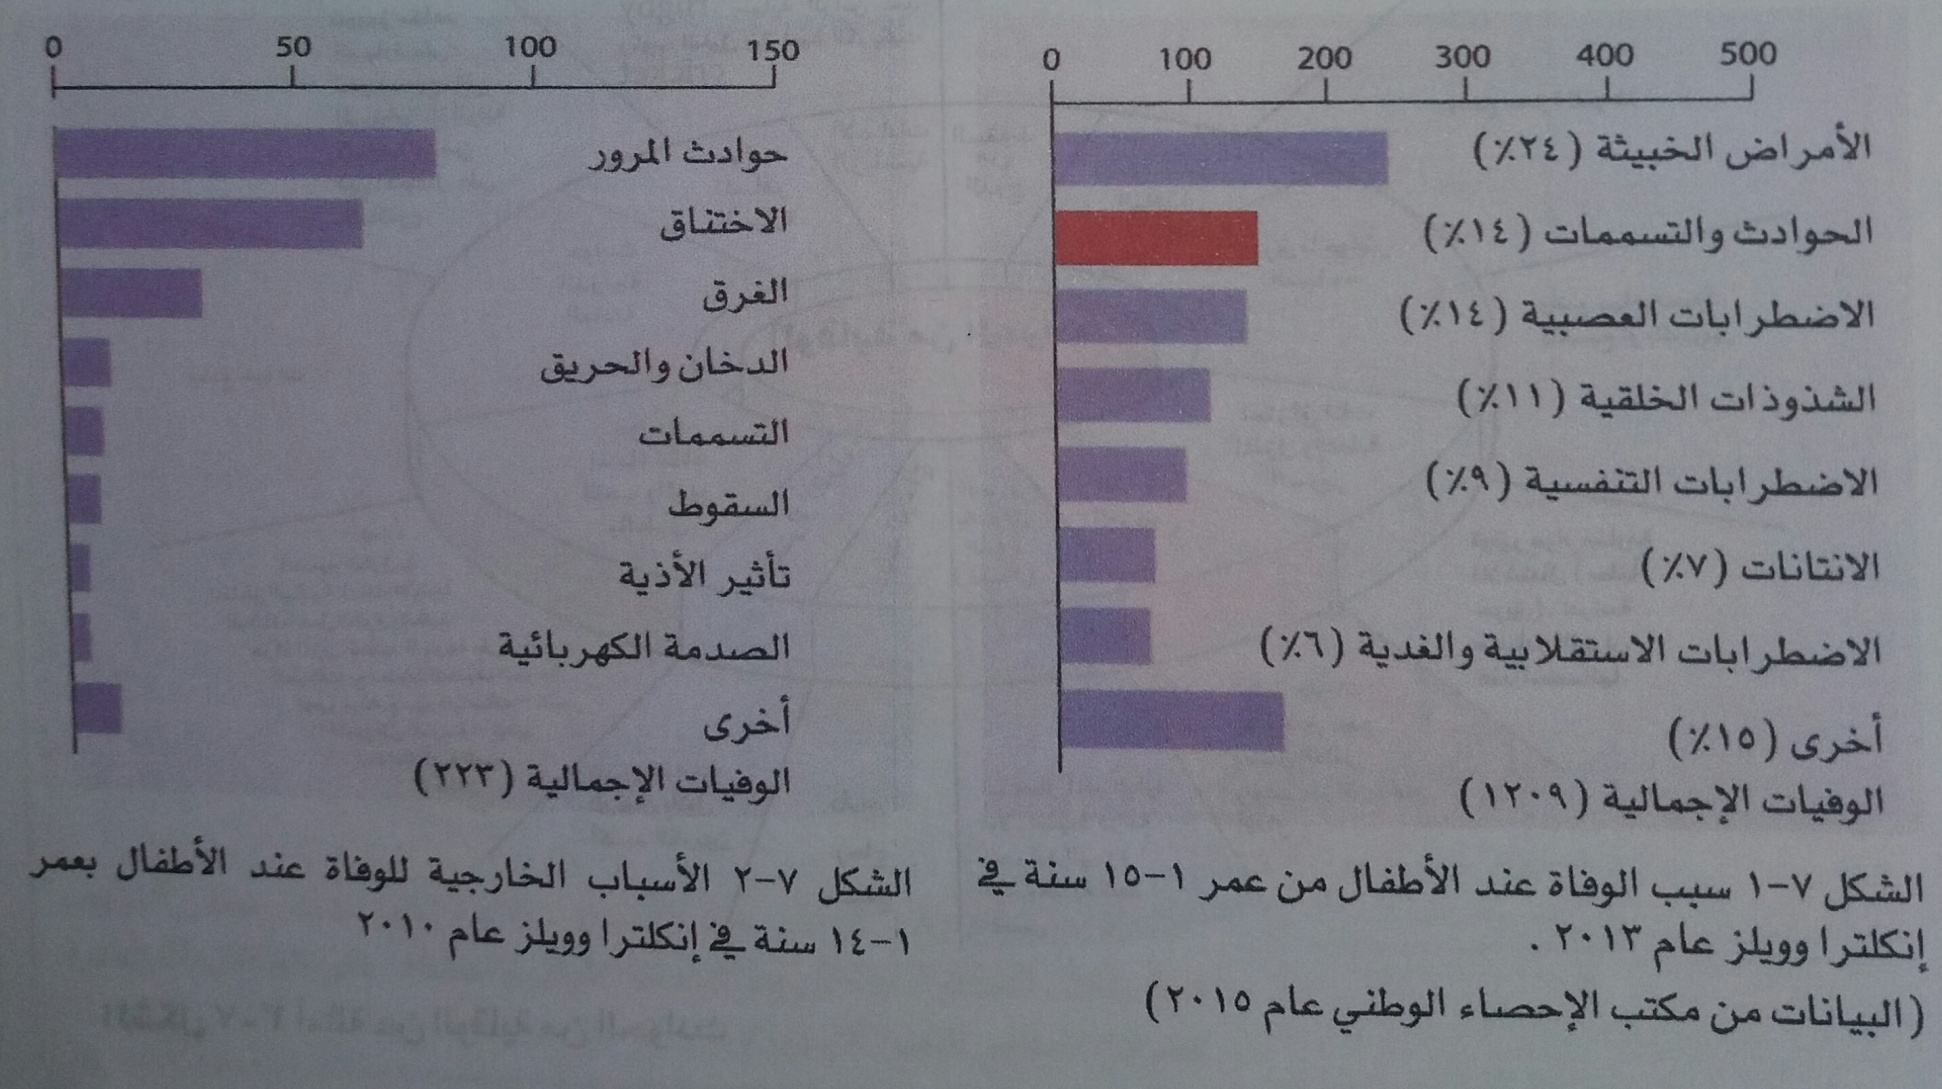 0 100 200 300 400 500
الأمراض الخبيثة (٢٤٪)
الحوادث والتسممات (١٤٪)
الاضطرابات العصبية (١٤٪)
الشذوذات الخلقية (١١٪)
الاضطرابات التنفسية (٩٪)
الانتانات (٧٪)
الاضطرابات الاستقلابية والغدية (٦٪)
أخرى (١٥٪)
الوفيات الإجمالية (١٢٠٩)
الشكل ٧-١ سبب الوفاة عند الأطفال من عمر ١-١٥ سنة في
إنكلترا وويلز عام ٢٠١٣ .
(البيانات من مكتب الإحصاء الوطني عام ٢٠١٥)
0 50 100 150
حوادث المرور
الاختناق
الغرق
الدخان والحريق
التسممات
السقوط
تأثير الأذية
الصدمة الكهربائية
أخرى
الوفيات الإجمالية (٢٢٣)
الشكل ٧-٢ الأسباب الخارجية للوفاة عند الأطفال بعمر
١-١٤ سنة في إنكلترا وويلز عام ٢٠١٠